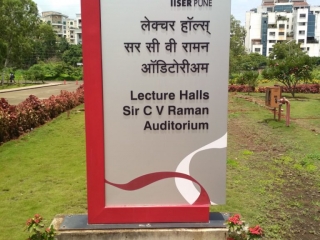 IISER PUNE
लेक्चर हॉल्स
सर सी वी रामन
ऑडिटोरीअम
Lecture Halls
Sir C V Raman
Auditorium